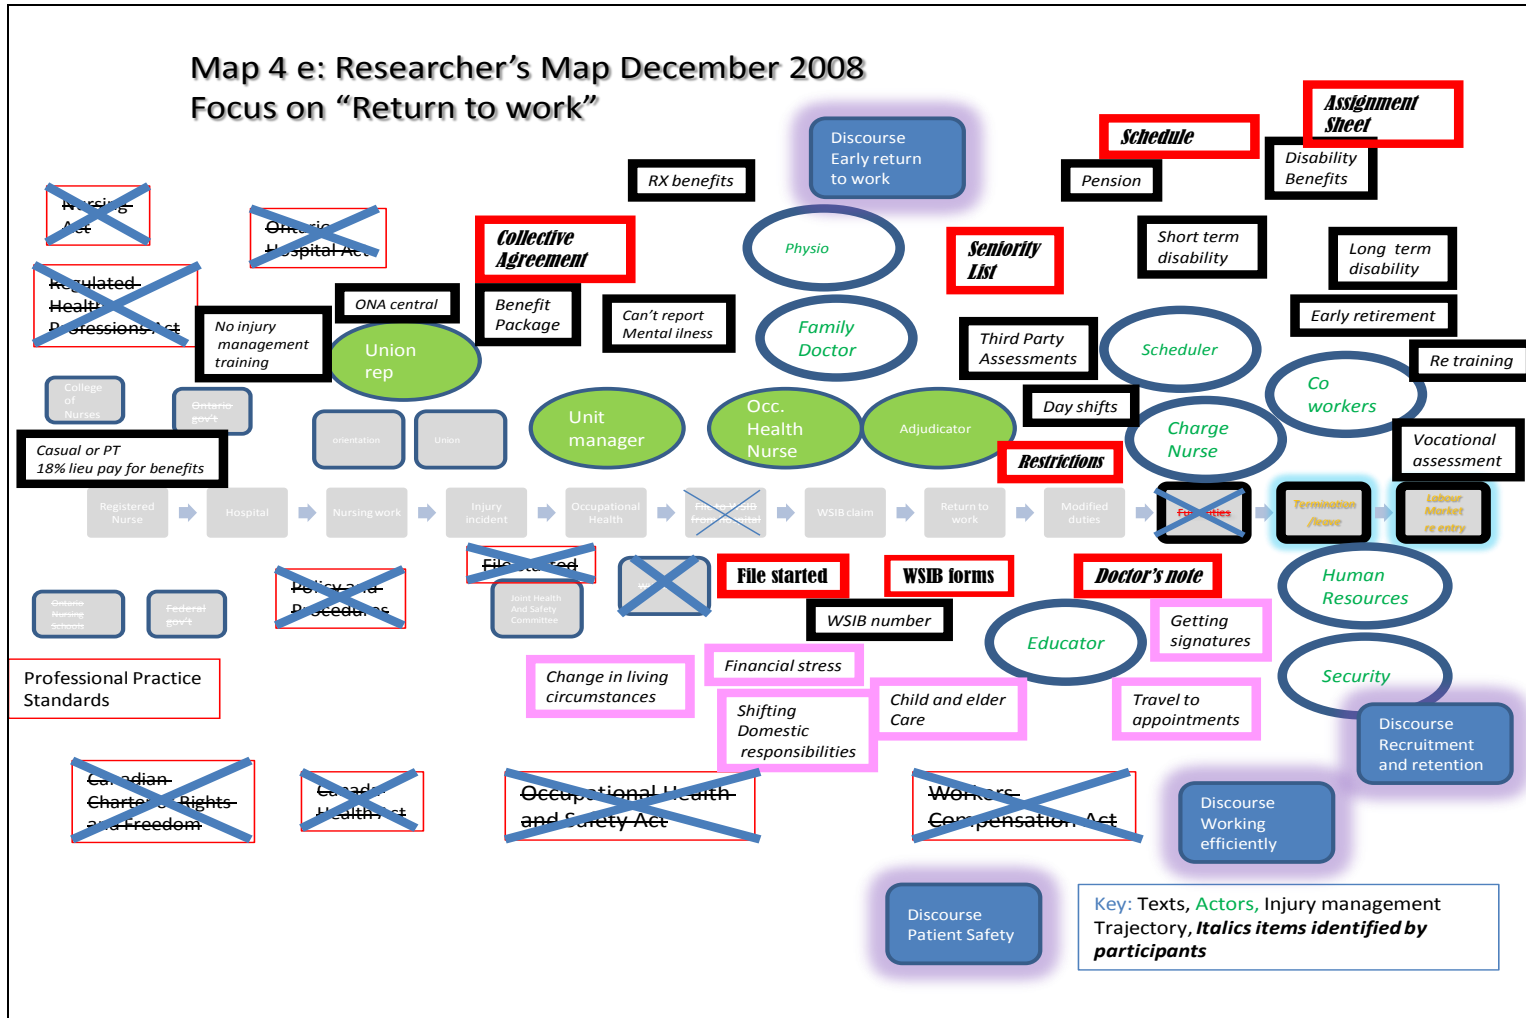 Map 4 e: Researcher's Map December 2008
Focus on "Return to work"
Assignment
Sheet
Schedule
Discourse
Early return
to work
Disability
Benefits
RX benefits
Pension
Nursing
Act
Ontario
Hospital Act
Collective
Agreement
Physio
Seniority
List
Short term
disability
Long term
disability
Regulated
Health
Professions Act
ONA central
Benefit
Package
Can't report
Mental ilness
Family
Doctor
Early retirement
No injury
management
training
Union
rep
Third Party
Assessments
Scheduler
Re training
College
of
Nurses
Ontario
gov't
Co
workers
Day shifts
Unit
manager
Occ.
Health
Nurse
Adjudicator
Charge
Nurse
Casual or PT
18% lieu pay for benefits
orientation
Union
Restrictions
Vocational
assessment
Registered
Nurse
Hospital
Nursing work
Injury
incident
Occupational
Health
File to WSIB
from hospital
WSIB claim
Return to
work
Modified
duties
Full duties
Termination
/leave
Labour
Market
re entry
File started
Policy and
Procedures
File started
WSIB forms
Doctor's note
Human
Resources
Ontario
Nursing
Schools
Federal
gov't
Joint Health
And Safety
Committee
WSIB number
Educator
Getting
signatures
Professional Practice
Standards
Change in living
circumstances
Financial stress
Security
Shifting
Domestic
responsibilities
Child and elder
Care
Travel to
appointments
Discourse
Recruitment
and retention
Canadian
Charter of Rights
and Freedom
Canada
Health Act
Occupational Health
and Safety Act
Workers
Compensation Act
Discourse
Working
efficiently
Discourse
Patient Safety
Key: Texts, Actors, Injury management
Trajectory, Italics items identified by
participants